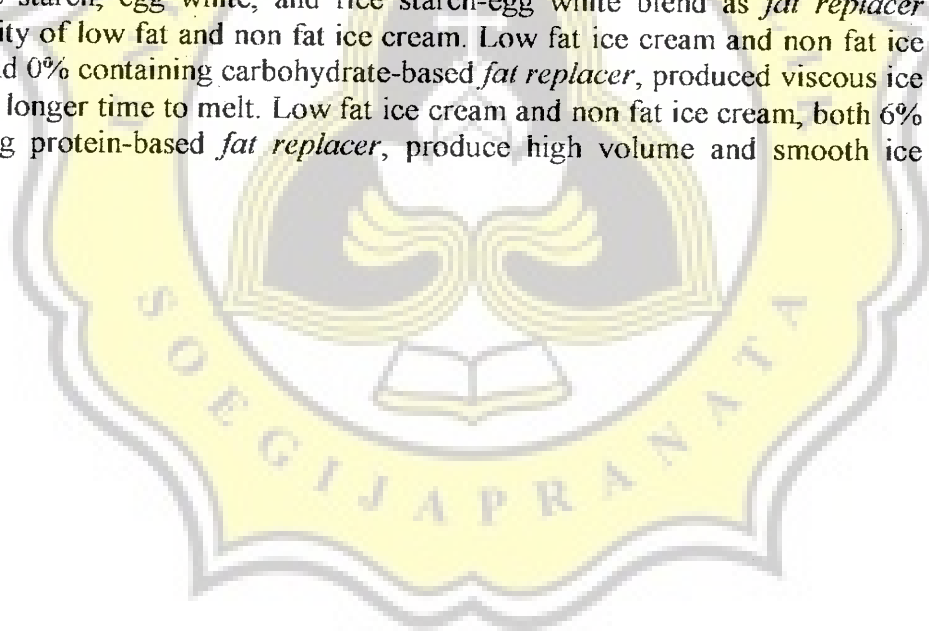 starch, egg white, and rice starch-egg white blend as fat replacer
ity of low fat and non fat ice cream. Low fat ice cream and non fat ice
d 0% containing carbohydrate-based fat replacer, produced viscous ice
longer time to melt. Low fat ice cream and non fat ice cream, both 6%
g protein-based fat replacer, produce high volume and smooth ice
SOEGIJAPRANATA